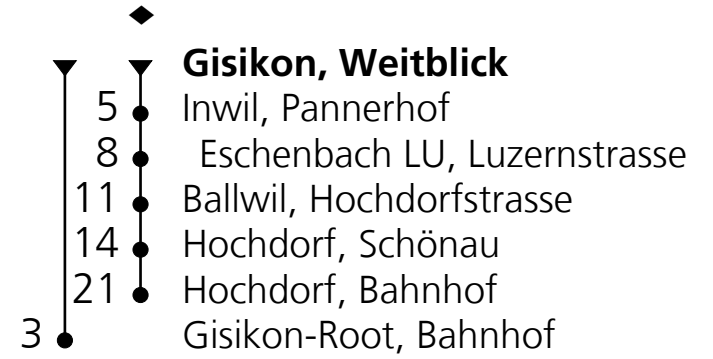 Gisikon, Weitblick
5 Inwil, Pannerhof
8 Eschenbach LU, Luzernstrasse
11 Ballwil, Hochdorfstrasse
14 Hochdorf, Schönau
21 Hochdorf, Bahnhof
3 Gisikon-Root, Bahnhof